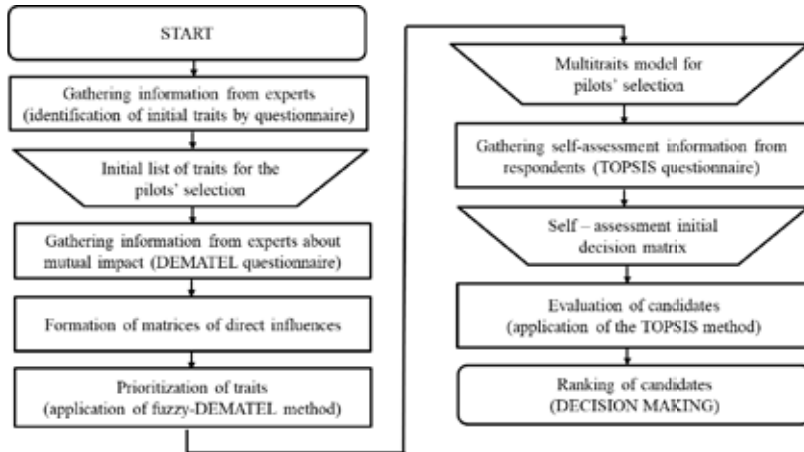 START
Gathering information from experts
(identification of initial traits by questionnaire)
Initial list of traits for the
pilots' selection
Gathering information from experts about
mutual impact (DEMATEL questionnaire)
Formation of matrices of direct influences
Prioritization of traits
(application of fuzzy-DEMATEL method)
Multitraits model for
pilots' selection
Gathering self-assessment information from
respondents (TOPSIS questionnaire)
Self – assessment initial
decision matrix
Evaluation of candidates
(application of the TOPSIS method)
Ranking of candidates
(DECISION MAKING)